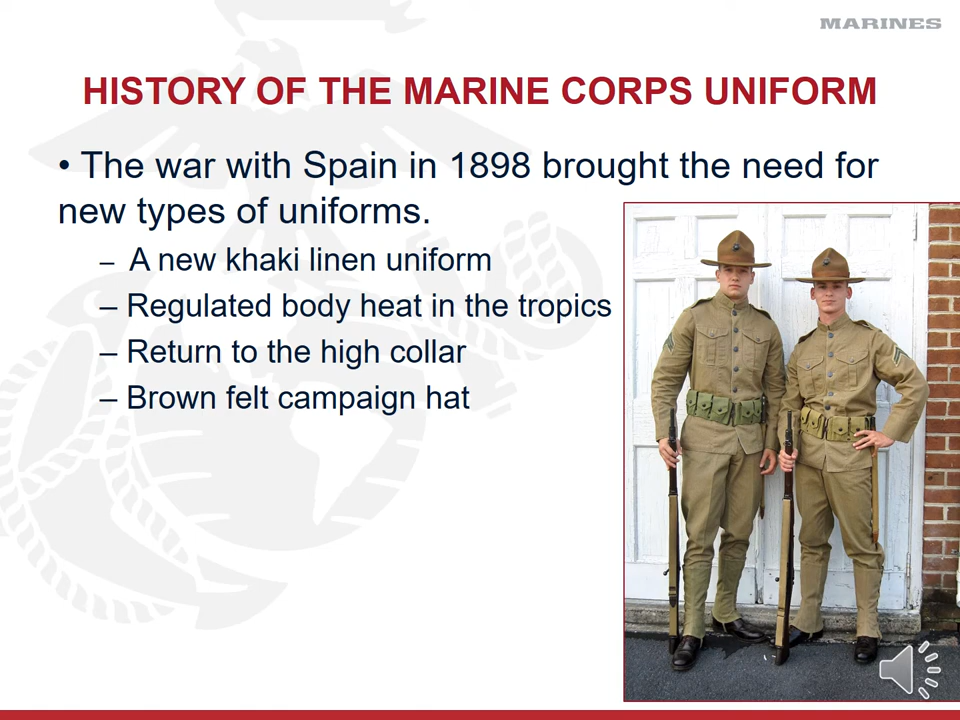 MARINES
HISTORY OF THE MARINE CORPS UNIFORM
• The war with Spain in 1898 brought the need for
new types of uniforms.
– A new khaki linen uniform
– Regulated body heat in the tropics
– Return to the high collar
– Brown felt campaign hat